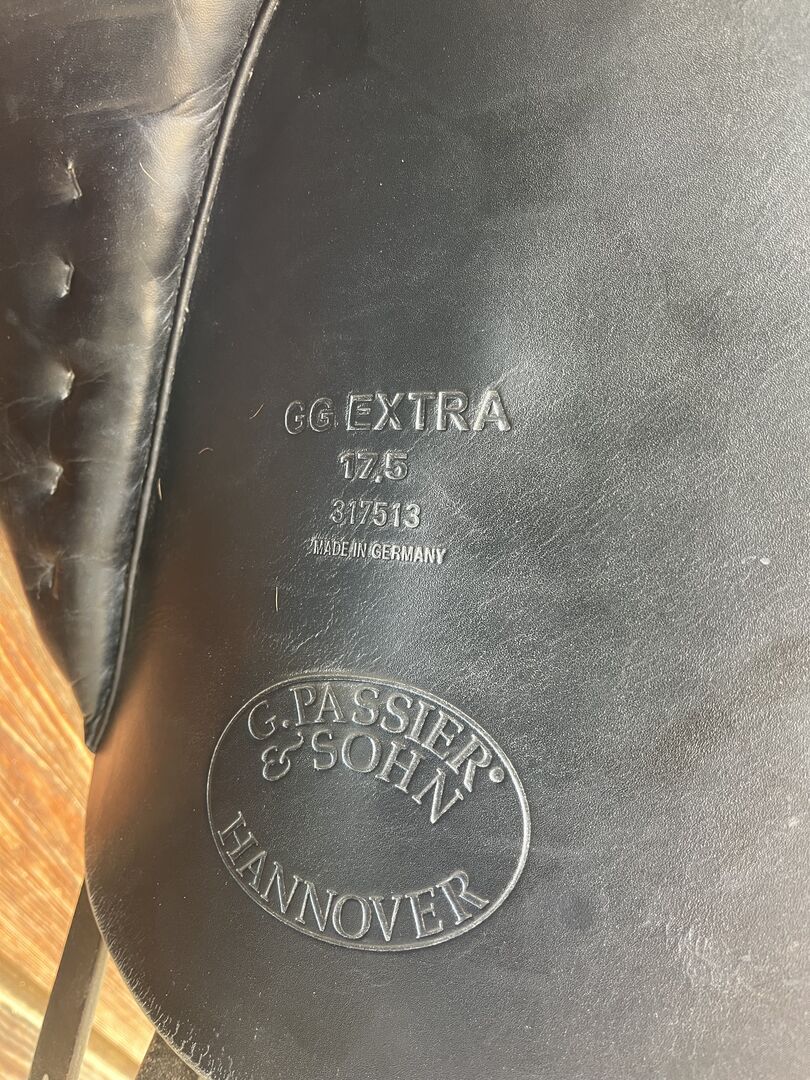 GG EXTRA
17,5
317513
MADE IN GERMANY
G. PASSIER
& SOHN
HANNOVER